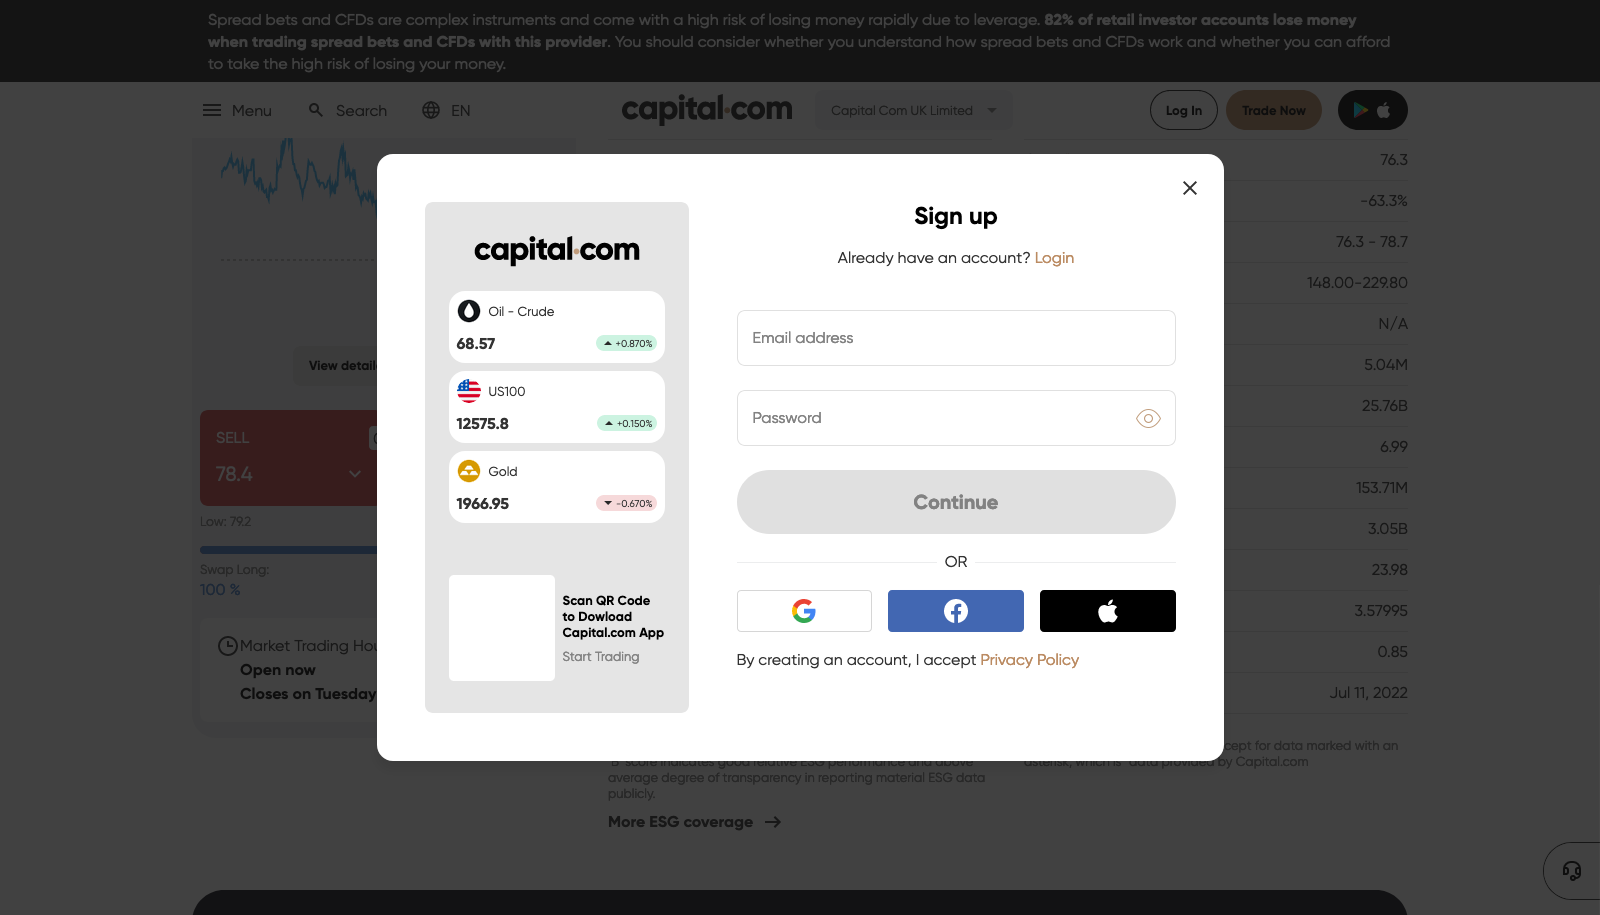 Spread bets and CFDs are complex instruments and come with a high risk of losing money rapidly due to leverage. 82% of retail investor accounts lose money
when trading spread bets and CFDs with this provider. You should consider whether you understand how spread bets and CFDs work and whether you can afford
to take the high risk of losing your money.
Menu Search EN capital.com Capital Com UK Limited Log In Trade Now
View detail
SELL
78.4
Low: 79.2
Swap Long:
100 %
Market Trading Hou
Open now
Closes on Tuesday
capital.com
Oil - Crude
68.57 +0.870%
US100
12575.8 +0.150%
Gold
1966.95 -0.670%
Scan QR Code
to Dowload
Capital.com App
Start Trading
Sign up
Already have an account? Login
Email address
Password
Continue
OR
By creating an account, I accept Privacy Policy
76.3
-63.3%
76.3 - 78.7
148.00-229.80
N/A
5.04M
25.76B
6.99
153.71M
3.05B
23.98
3.57995
0.85
Jul 11, 2022
'B' score indicates good relative ESG performance and above
average degree of transparency in reporting material ESG data
publicly.
More ESG coverage
cept for data marked with an
asterisk, which is data provided by Capital.com